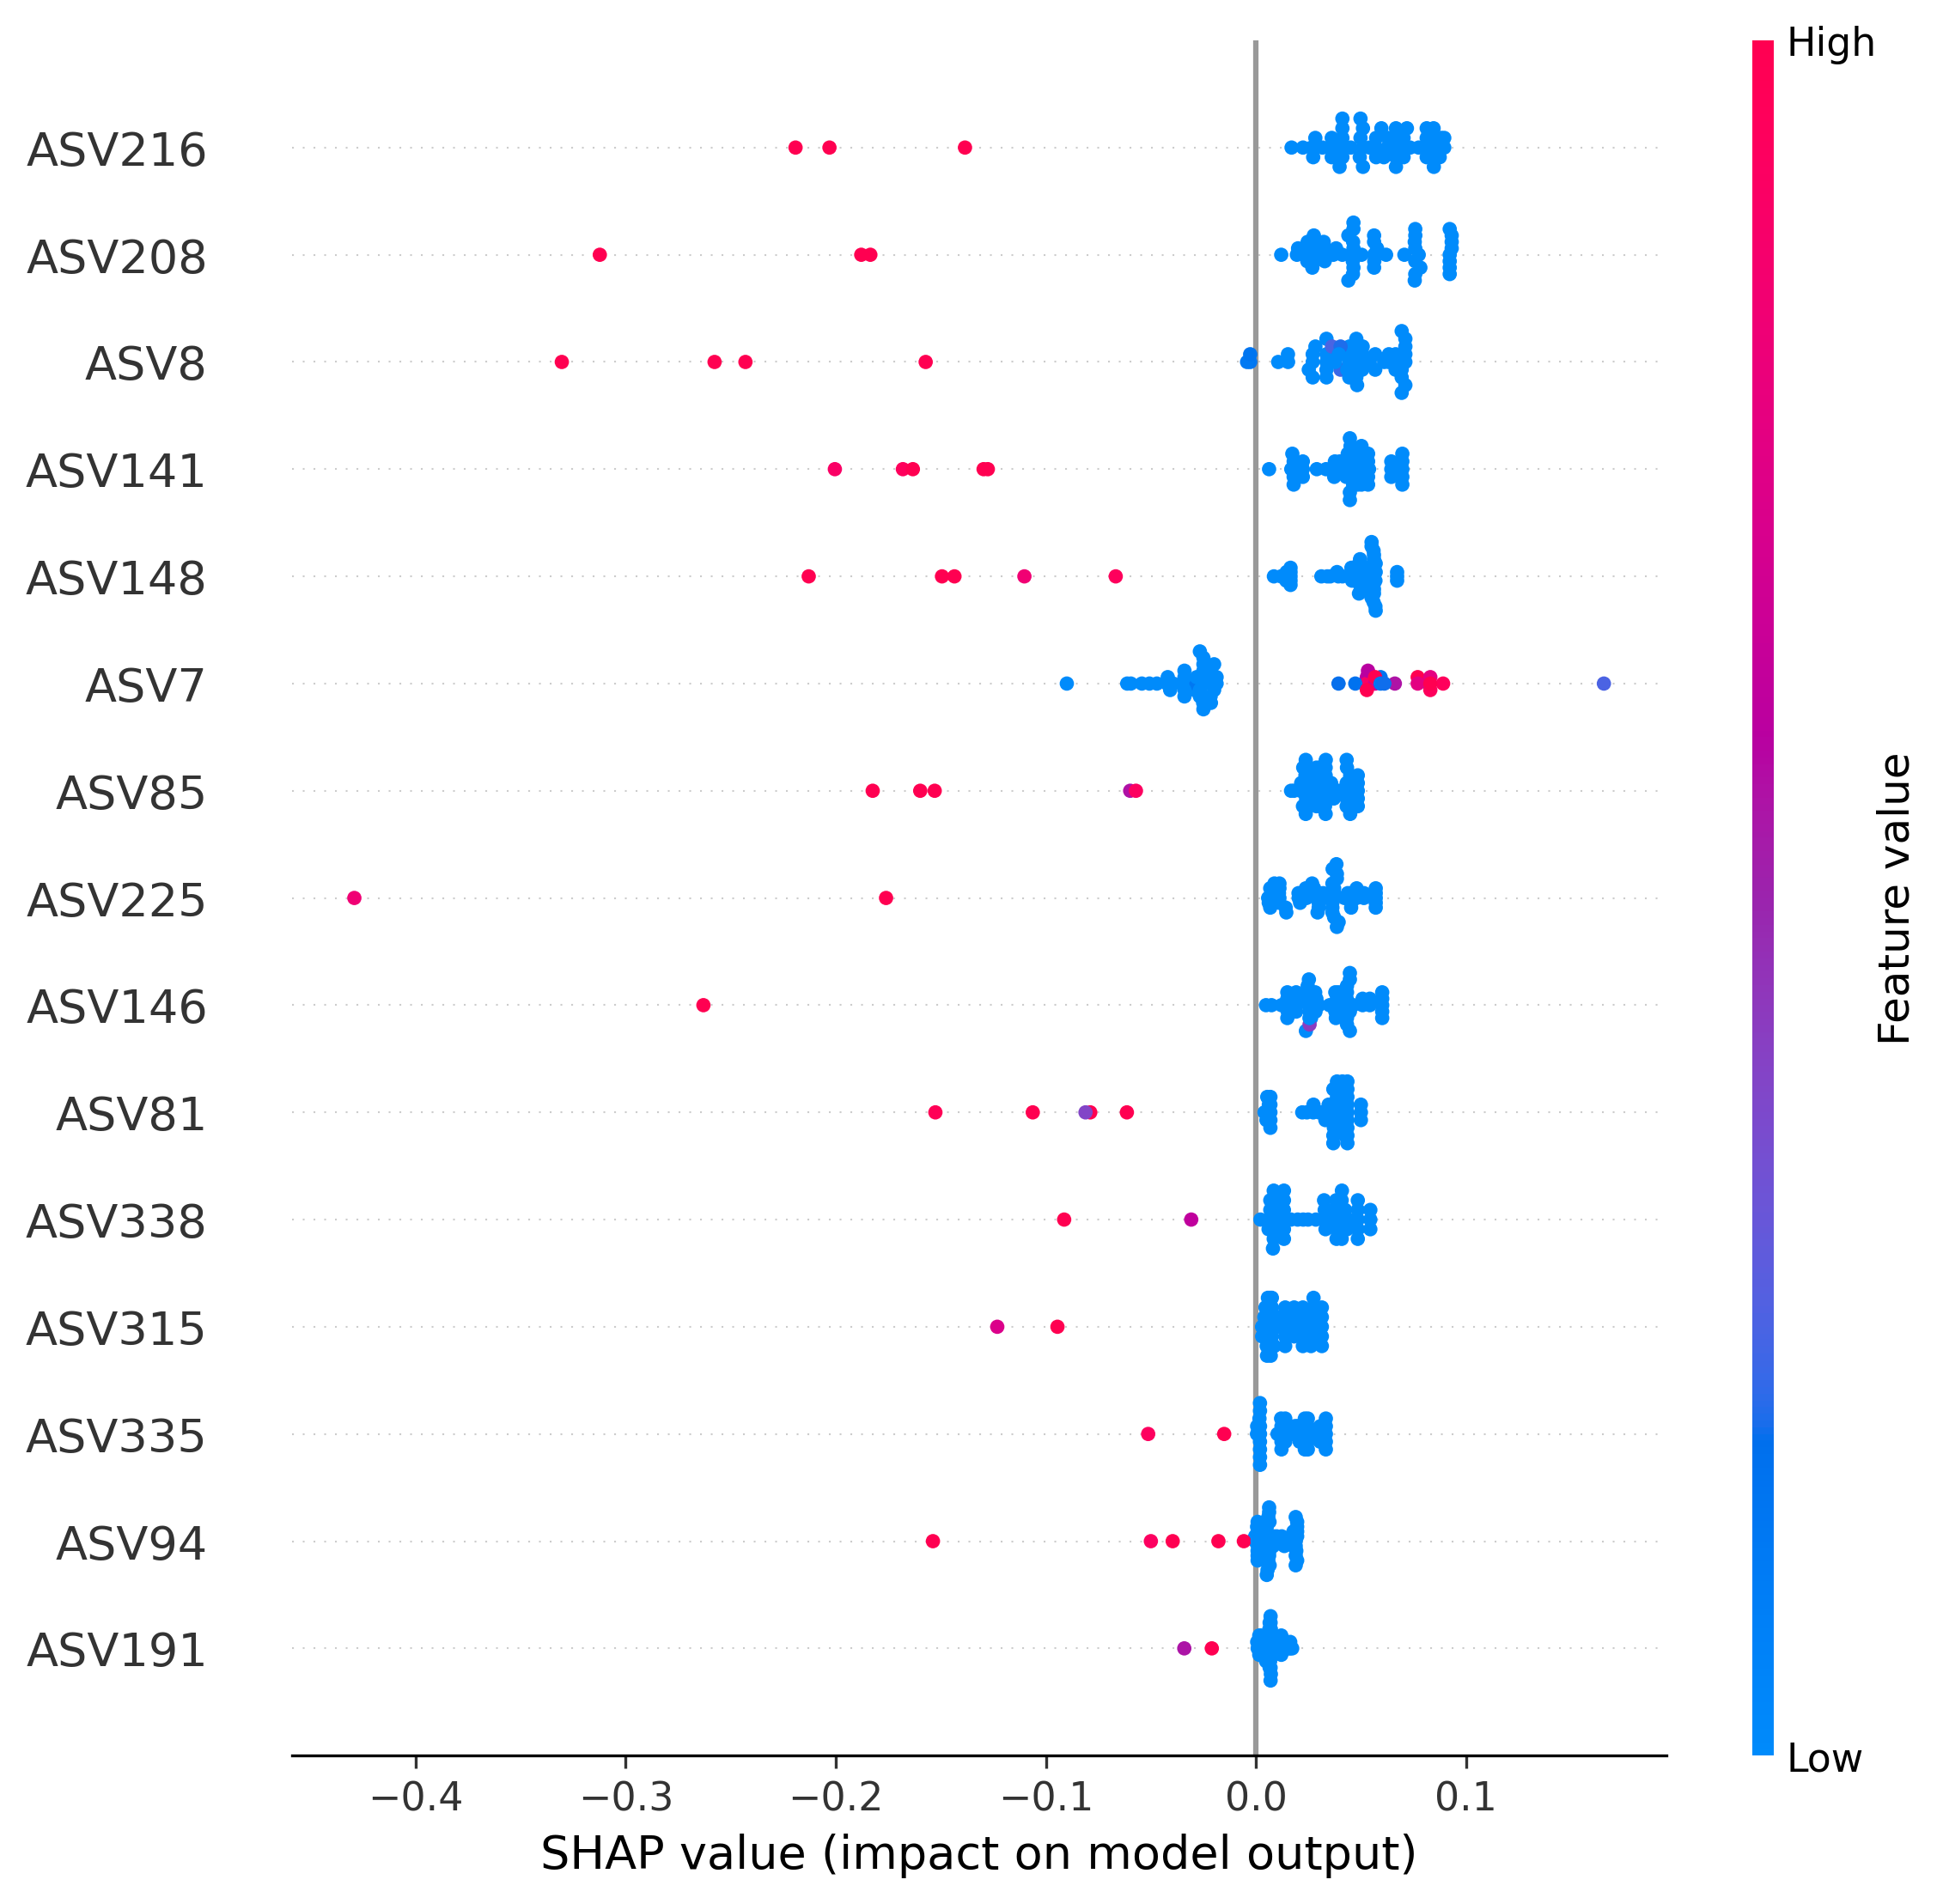 High
ASV216
ASV208
ASV8
ASV141
ASV148
ASV7
ASV85
ASV225
ASV146
ASV81
ASV338
ASV315
ASV335
ASV94
ASV191
Feature value
Low
−0.4 −0.3 −0.2 −0.1 0.0 0.1
SHAP value (impact on model output)